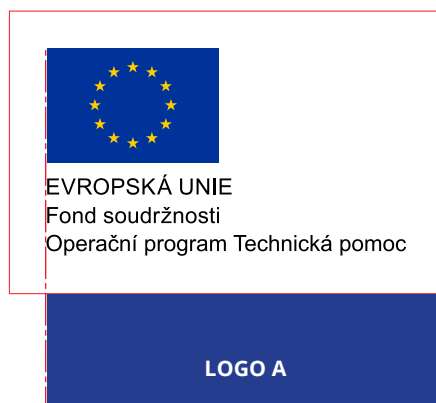 EVROPSKÁ UNIE
Fond soudržnosti
Operační program Technická pomoc
LOGO A